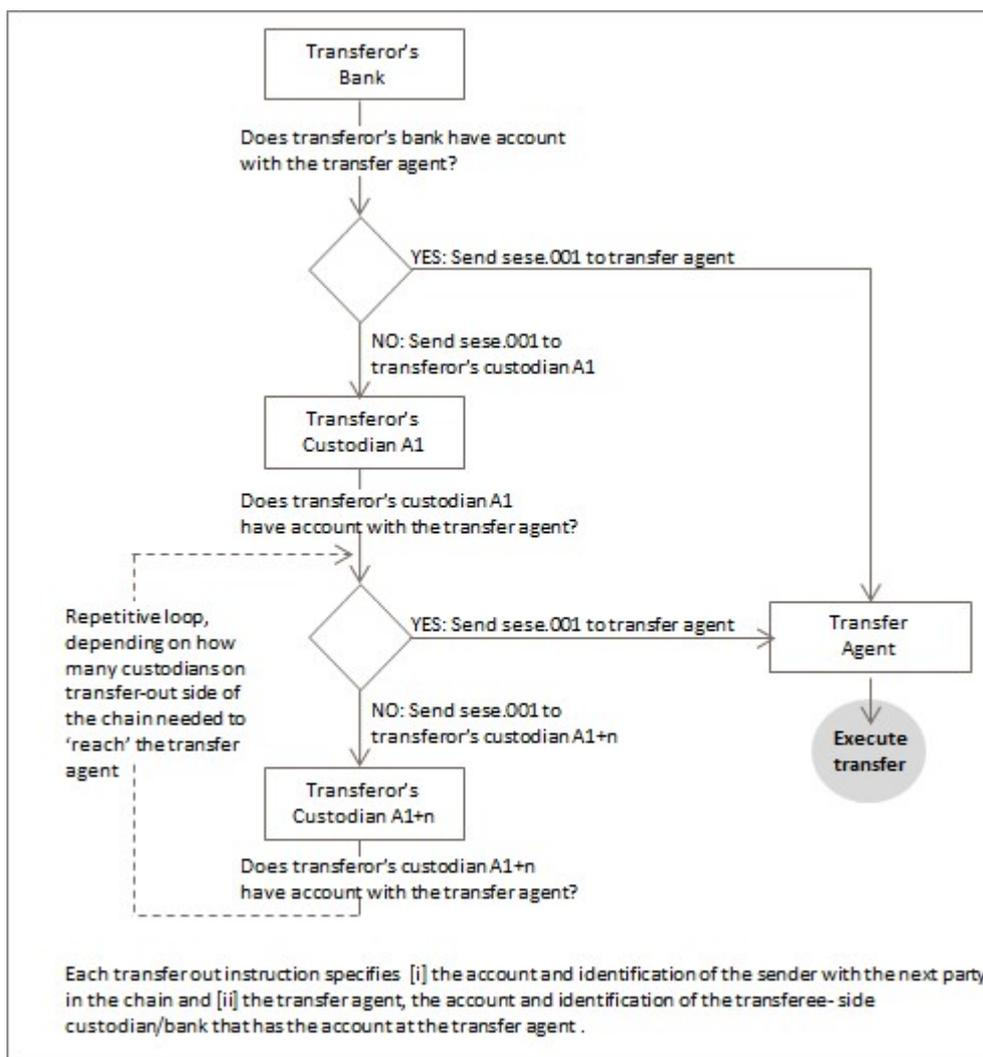 Transferor's
Bank
Does transferor's bank have account
with the transfer agent?
YES: Send sese.001 to transfer agent
NO: Send sese.001 to
transferor's custodian A1
Transferor's
Custodian A1
Does transferor's custodian A1
have account with the transfer agent?
Repetitive loop,
depending on how
many custodians on
transfer-out side of
the chain needed to
‘reach’ the transfer
agent
YES: Send sese.001 to transfer agent
Transfer
Agent
NO: Send sese.001 to
transferor's custodian A1+n
Execute
transfer
Transferor's
Custodian A1+n
Does transferor's custodian A1+n
have account with the transfer agent?
Each transfer out instruction specifies [i] the account and identification of the sender with the next party
in the chain and [ii] the transfer agent, the account and identification of the transferee- side
custodian/bank that has the account at the transfer agent .